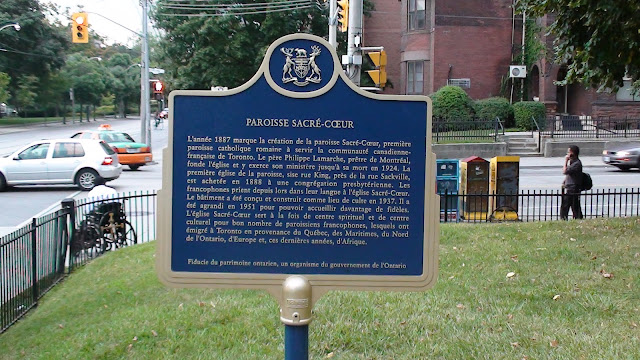 PAROISSE SACRÉ-CŒUR
L'année 1887 marque la création de la paroisse Sacré-Cœur, première
paroisse catholique romaine à servir la communauté canadienne-
française de Toronto. Le père Philippe Lamarche, prêtre de Montréal,
fonde l'église et exerce son ministère jusqu'à sa mort en 1924. La
première église de la paroisse, sise rue King, près de la rue Sackville,
est achetée en 1888 à une congrégation presbytérienne. Les
francophones prient depuis lors dans leur langue à l'église Sacré-Cœur.
Le bâtiment a été conçu et construit comme lieu de culte en 1937. Il a
été agrandi en 1951 pour pouvoir accueillir davantage de fidèles.
L'église Sacré-Cœur sert à la fois de centre spirituel et de centre
culturel pour bon nombre de paroissiens francophones, lesquels ont
émigré à Toronto en provenance du Québec, des Maritimes, du Nord
de l'Ontario, d'Europe et, ces dernières années, d'Afrique.
Fiducie du patrimoine ontarien, un organisme du gouvernement de l'Ontario